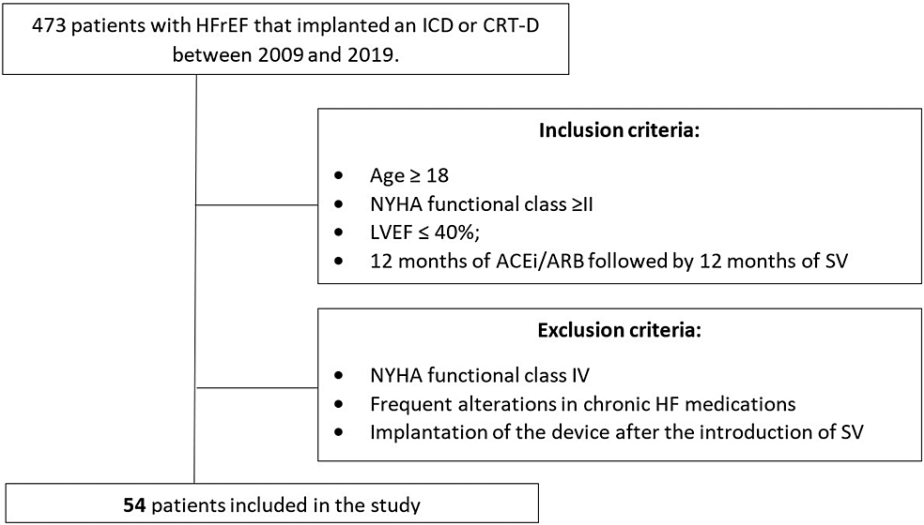 473 patients with HFrEF that implanted an ICD or CRT-D
between 2009 and 2019.
Inclusion criteria:
• Age ≥ 18
• NYHA functional class ≥II
• LVEF ≤ 40%;
• 12 months of ACEi/ARB followed by 12 months of SV
Exclusion criteria:
• NYHA functional class IV
• Frequent alterations in chronic HF medications
• Implantation of the device after the introduction of SV
54 patients included in the study